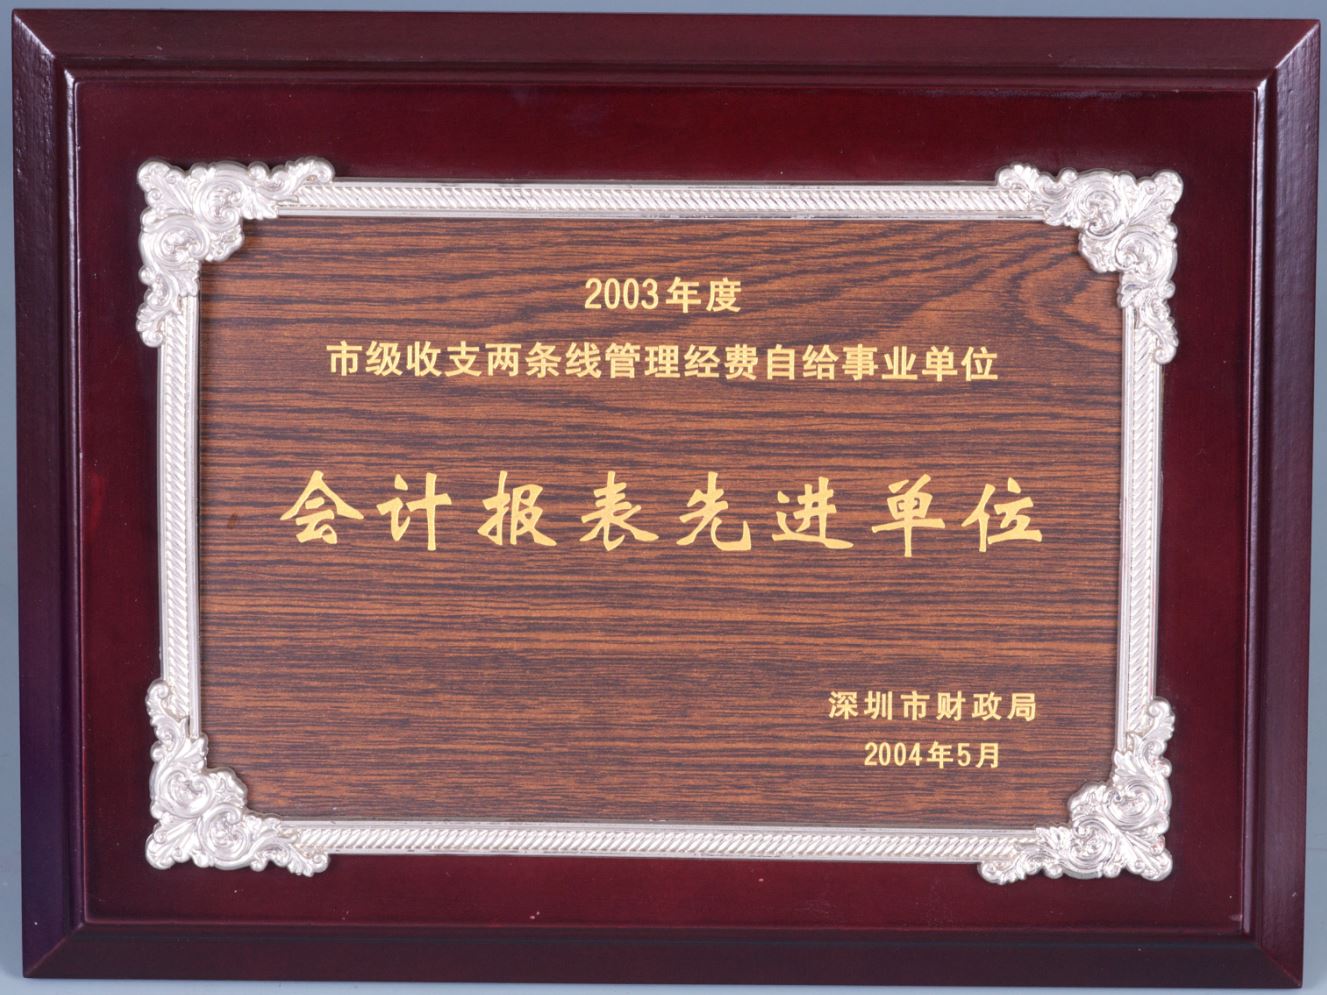 2003年度
市级收支两条线管理经费自给事业单位
会计报表先进单位
深圳市财政局
2004年5月